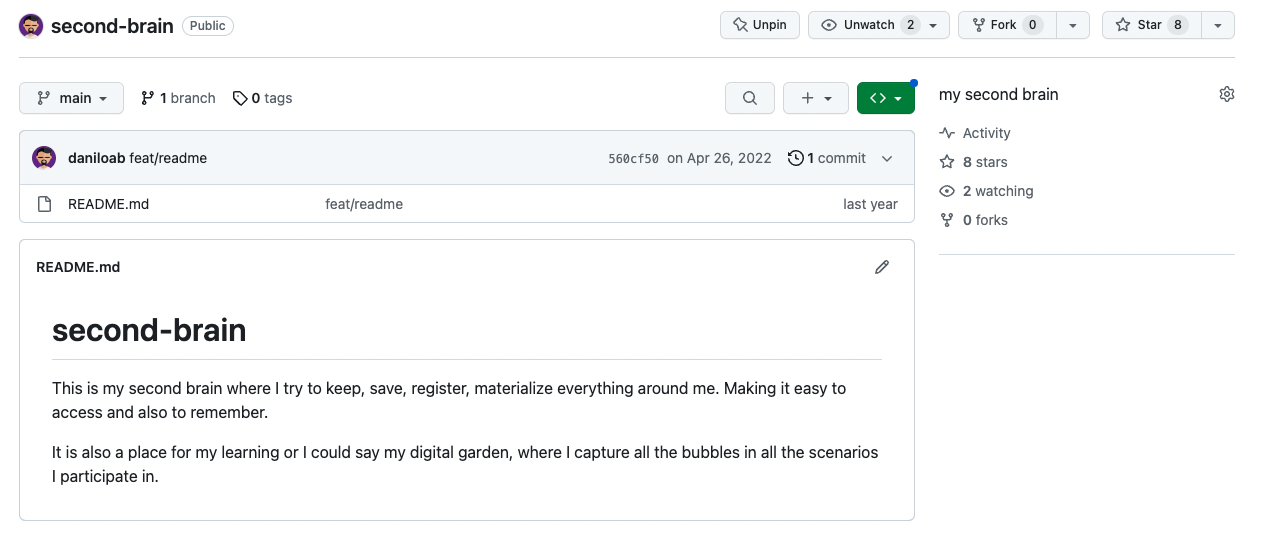 second-brain Public Unpin Unwatch 2 Fork 0 Star 8
main 1 branch 0 tags
daniloab feat/readme 560cf50 on Apr 26, 2022 1 commit
README.md feat/readme last year
README.md
second-brain
This is my second brain where I try to keep, save, register, materialize everything around me. Making it easy to
access and also to remember.
It is also a place for my learning or I could say my digital garden, where I capture all the bubbles in all the scenarios
I participate in.
my second brain
Activity
8 stars
2 watching
0 forks